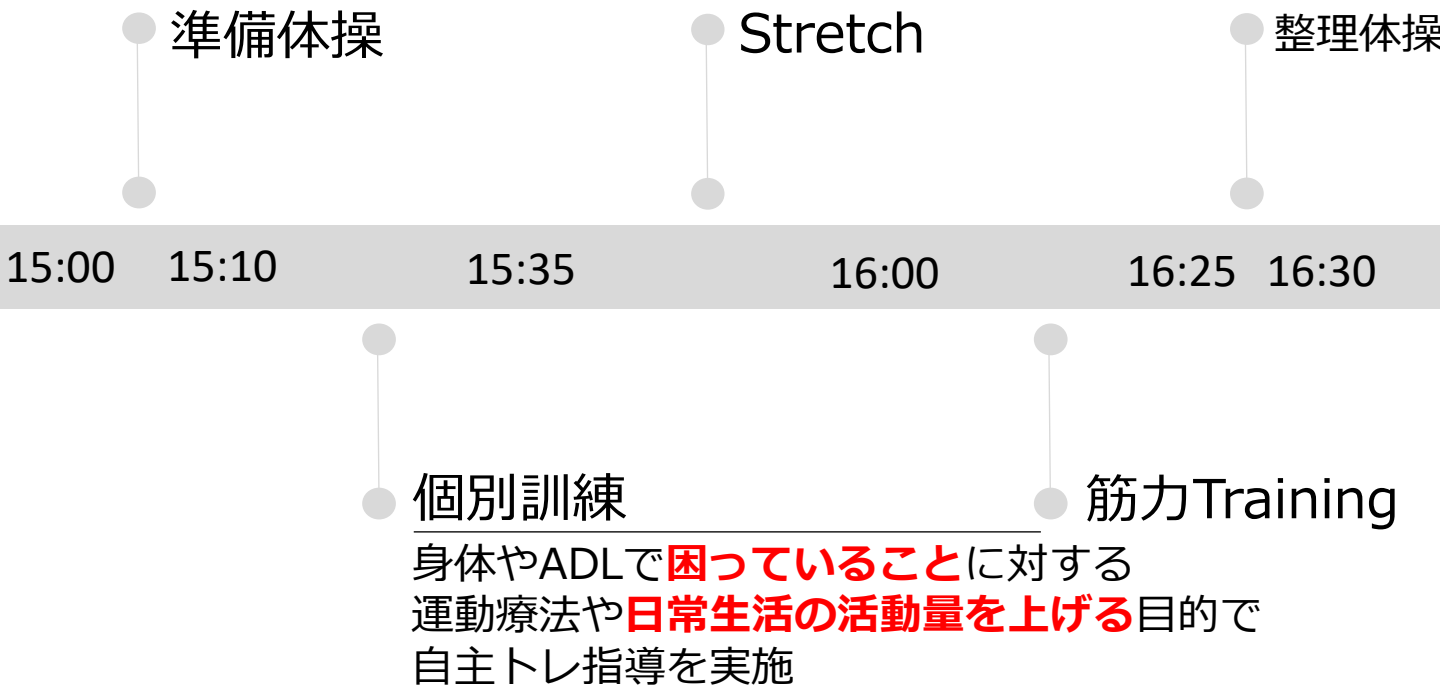 準備体操
Stretch
整理体操
15:00 15:10 15:35 16:00 16:25 16:30
個別訓練
筋力Training
身体やADLで困っていることに対する
運動療法や日常生活の活動量を上げる目的で
自主トレ指導を実施